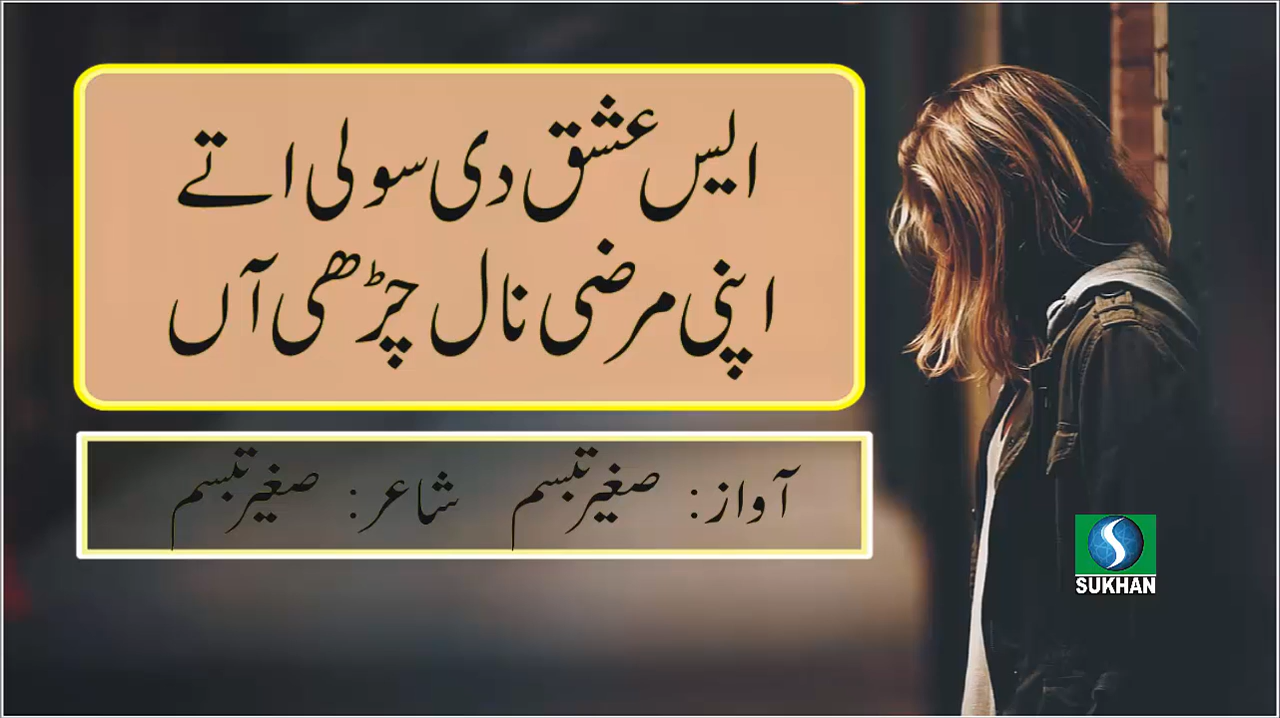 ایس عشق دی سولی اتے
اپنی مرضی نال چڑھی آں
آواز: صغیر تبسم شاعر: صغیر تبسم
SUKHAN